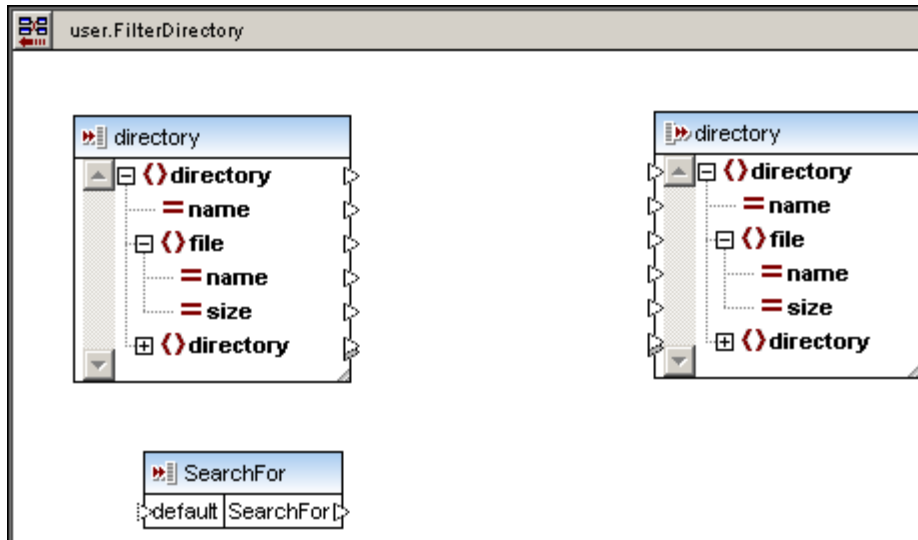 user.FilterDirectory
directory
directory
name
file
name
size
directory
directory
directory
name
file
name
size
directory
SearchFor
default SearchFor